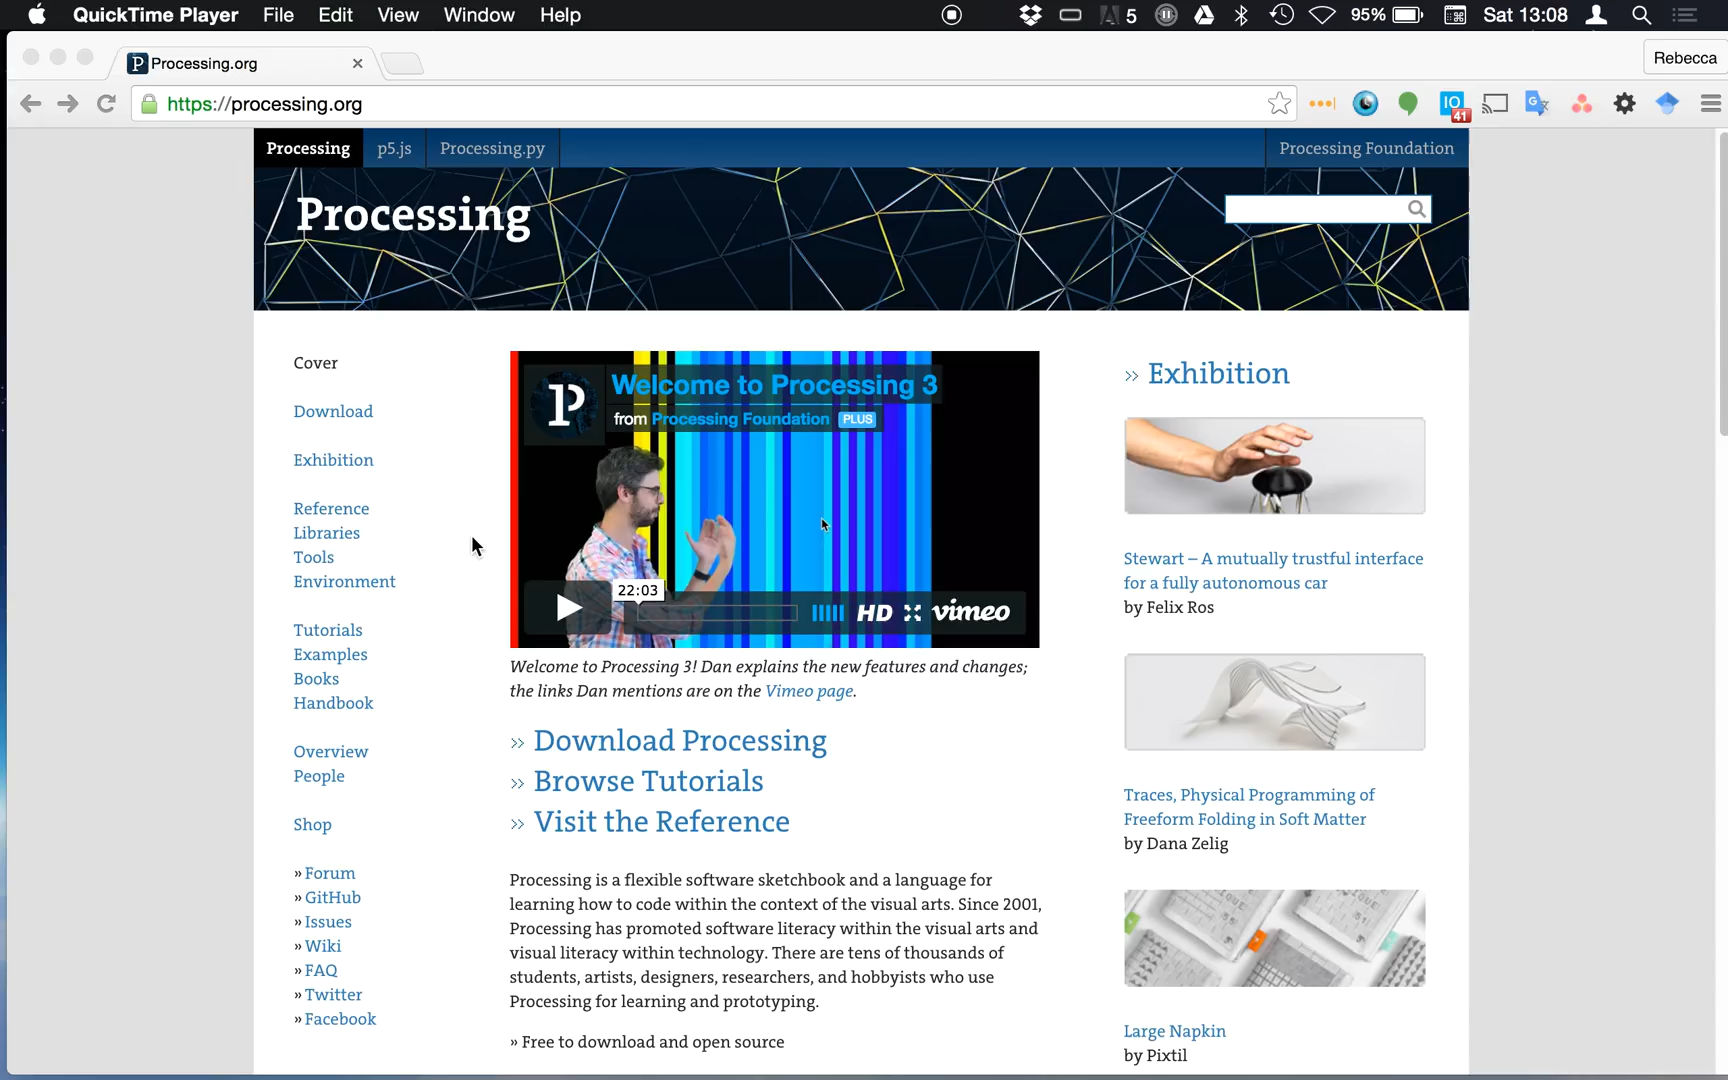 QuickTime Player File Edit View Window Help 5 95% Sat 13:08
Processing.org
Rebecca
https://processing.org
IO 41
Processing p5.js Processing.py Processing Foundation
Processing
Cover
Download
Exhibition
Reference
Libraries
Tools
Environment
Tutorials
Examples
Books
Handbook
Overview
People
Shop
» Forum
» GitHub
» Issues
» Wiki
» FAQ
» Twitter
» Facebook
Welcome to Processing 3
from Processing Foundation PLUS
22:03
HD vimeo
Welcome to Processing 3! Dan explains the new features and changes;
the links Dan mentions are on the Vimeo page.
» Download Processing
» Browse Tutorials
» Visit the Reference
Processing is a flexible software sketchbook and a language for
learning how to code within the context of the visual arts. Since 2001,
Processing has promoted software literacy within the visual arts and
visual literacy within technology. There are tens of thousands of
students, artists, designers, researchers, and hobbyists who use
Processing for learning and prototyping.
» Free to download and open source
» Exhibition
Stewart – A mutually trustful interface
for a fully autonomous car
by Felix Ros
Traces, Physical Programming of
Freeform Folding in Soft Matter
by Dana Zelig
Large Napkin
by Pixtil